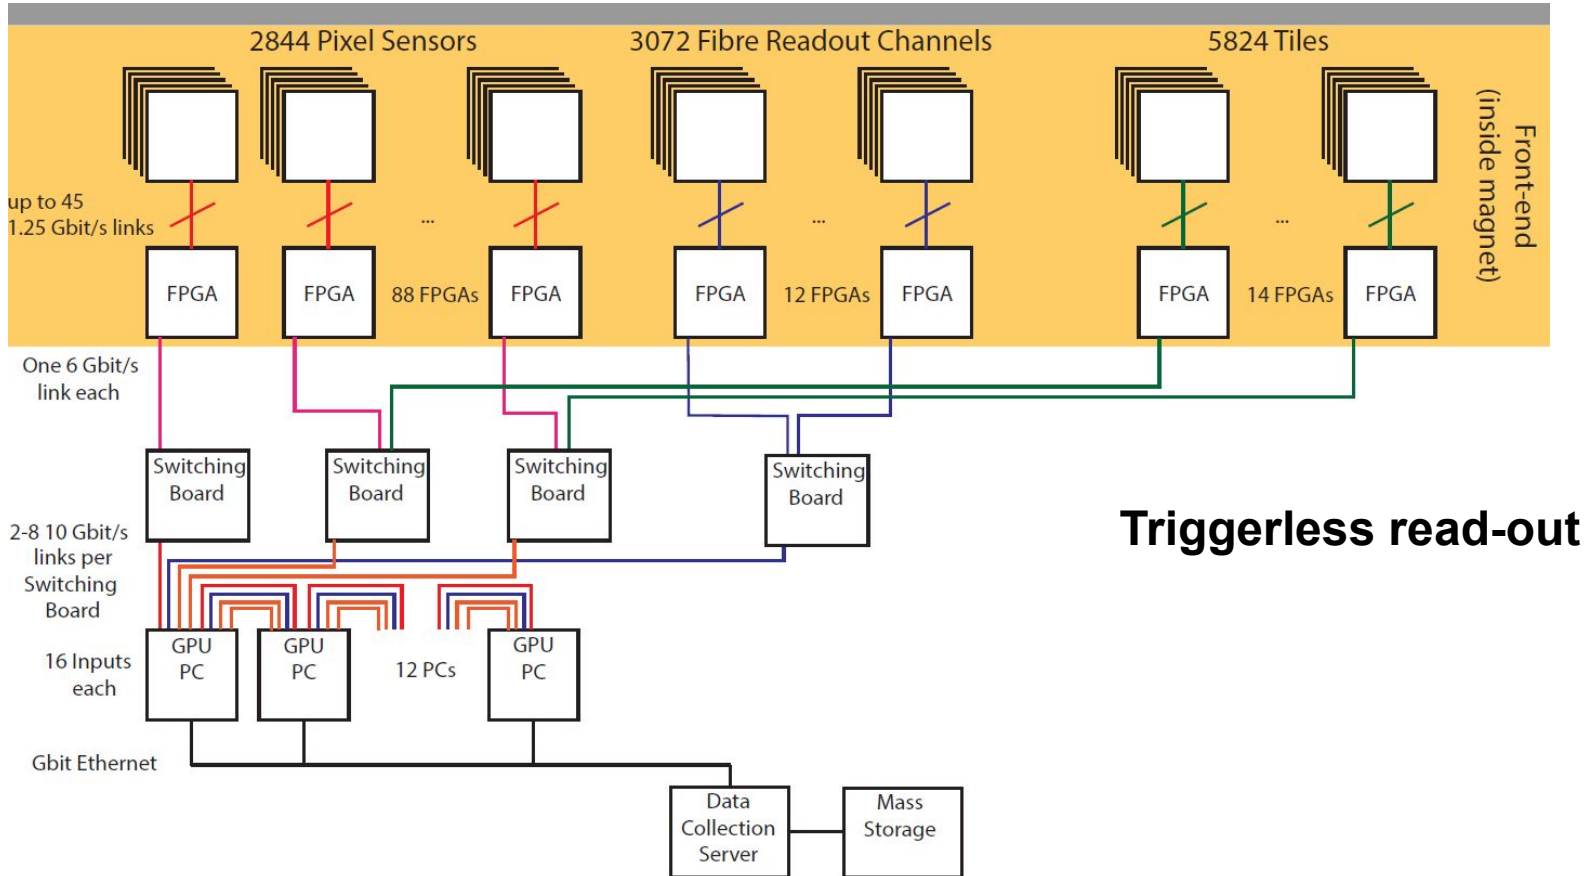 2844 Pixel Sensors
3072 Fibre Readout Channels
5824 Tiles
Front-end
(inside magnet)
up to 45
1.25 Gbit/s links
...
...
...
FPGA
FPGA
88 FPGAs
FPGA
FPGA
12 FPGAs
FPGA
FPGA
14 FPGAs
FPGA
One 6 Gbit/s
link each
Switching
Board
Switching
Board
Switching
Board
Switching
Board
Triggerless read-out
2-8 10 Gbit/s
links per
Switching
Board
16 Inputs
each
GPU
PC
GPU
PC
12 PCs
GPU
PC
Gbit Ethernet
Data
Collection
Server
Mass
Storage